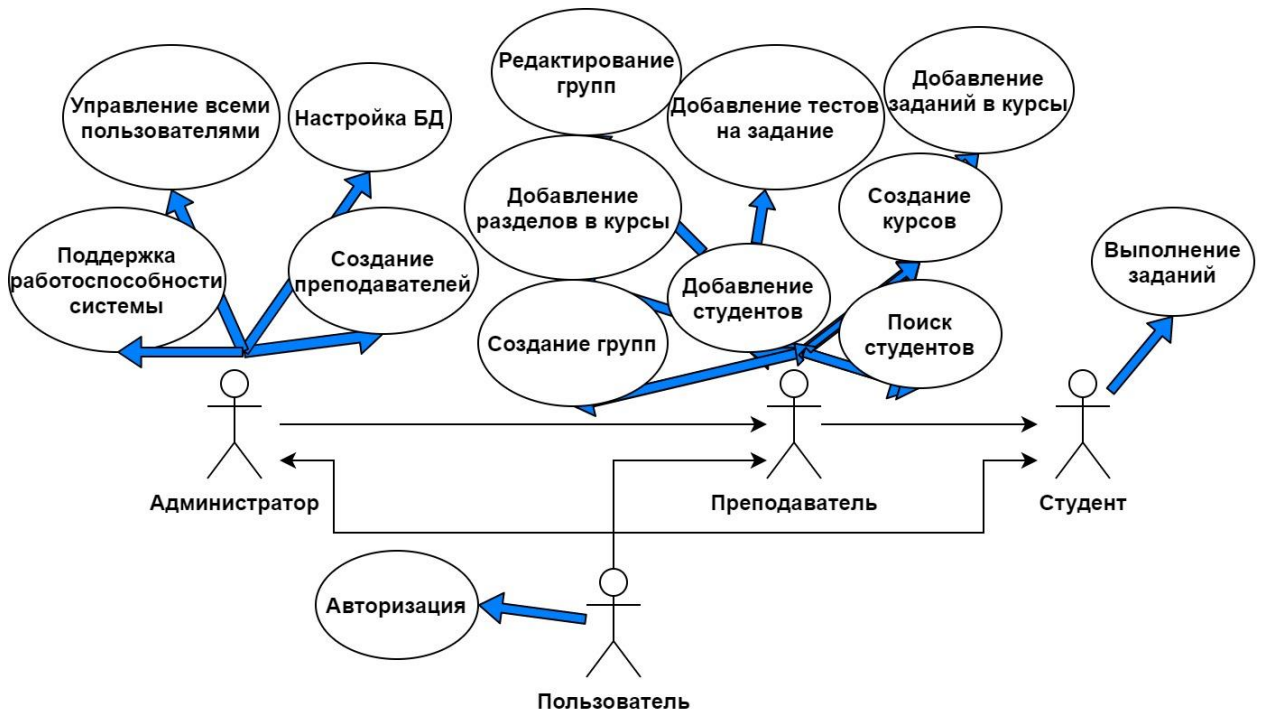 Управление всеми
пользователями
Настройка БД
Редактирование
групп
Добавление тестов
на задание
Добавление
заданий в курсы
Поддержка
работоспособности
системы
Создание
преподавателей
Добавление
разделов в курсы
Создание
курсов
Выполнение
заданий
Создание групп
Добавление
студентов
Поиск
студентов
Администратор
Преподаватель
Студент
Авторизация
Пользователь